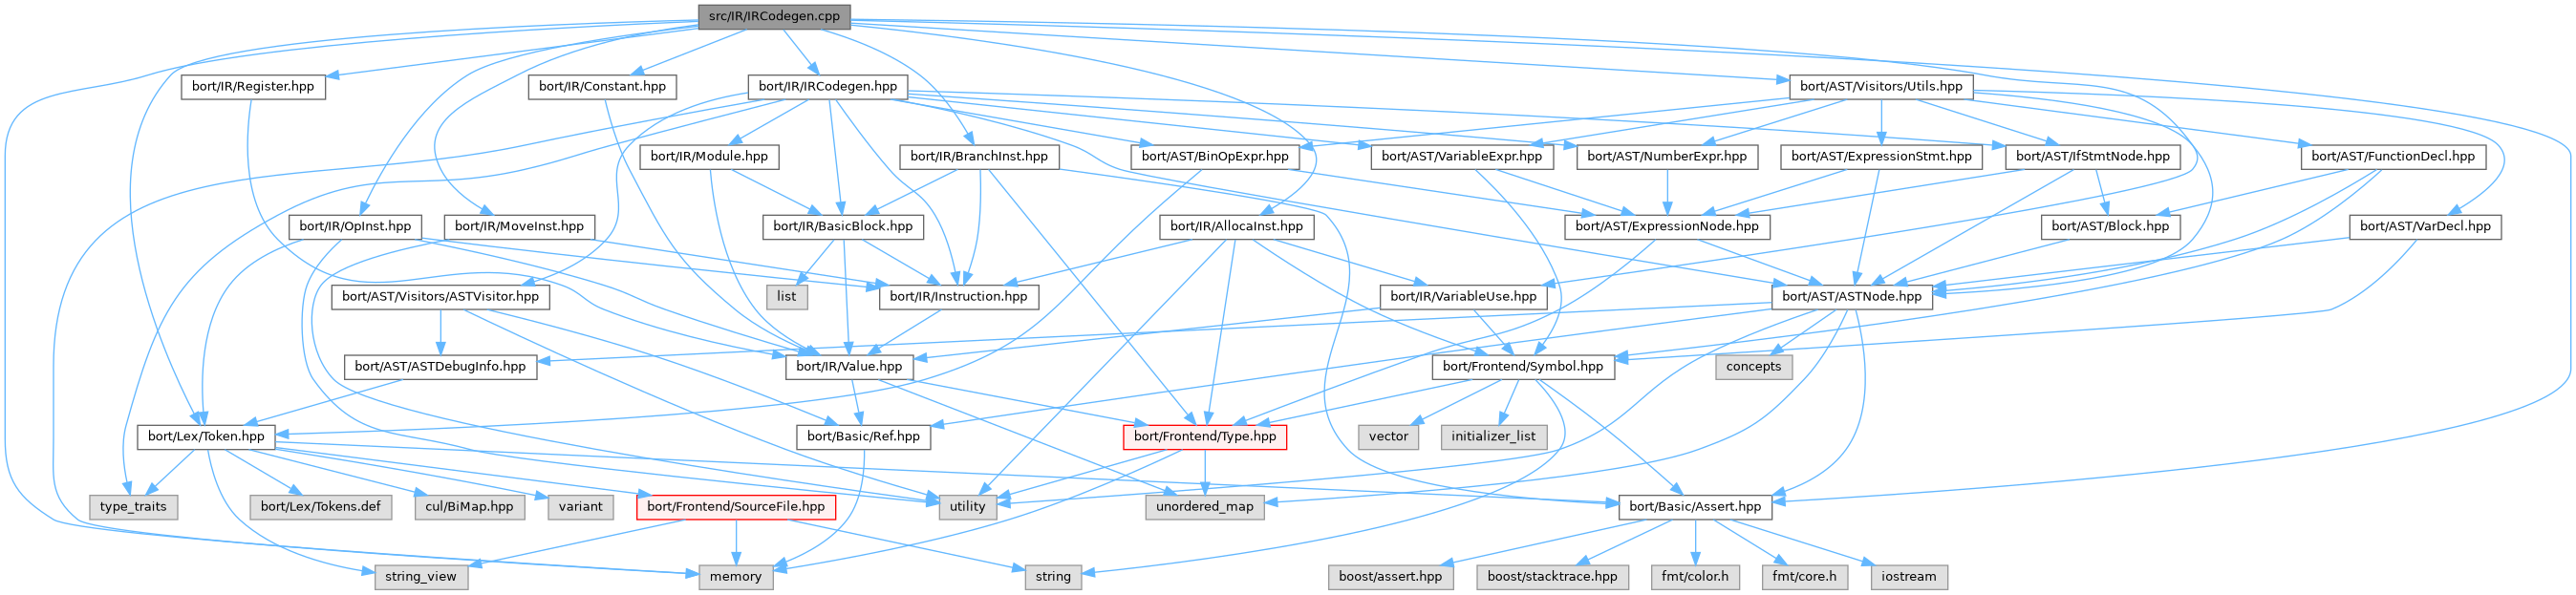 src/IR/IRCodegen.cpp
bort/IR/Register.hpp
bort/IR/Constant.hpp
bort/IR/IRCodegen.hpp
bort/AST/Visitors/Utils.hpp
bort/IR/Module.hpp
bort/IR/BranchInst.hpp
bort/AST/BinOpExpr.hpp
bort/AST/VariableExpr.hpp
bort/AST/NumberExpr.hpp
bort/AST/ExpressionStmt.hpp
bort/AST/IfStmtNode.hpp
bort/AST/FunctionDecl.hpp
bort/IR/OpInst.hpp
bort/IR/MoveInst.hpp
bort/IR/BasicBlock.hpp
bort/IR/AllocaInst.hpp
bort/AST/ExpressionNode.hpp
bort/AST/Block.hpp
bort/AST/VarDecl.hpp
bort/AST/Visitors/ASTVisitor.hpp
list
bort/IR/Instruction.hpp
bort/IR/VariableUse.hpp
bort/AST/ASTNode.hpp
bort/AST/ASTDebugInfo.hpp
bort/IR/Value.hpp
bort/Frontend/Symbol.hpp
concepts
bort/Lex/Token.hpp
bort/Basic/Ref.hpp
bort/Frontend/Type.hpp
vector
initializer_list
type_traits
bort/Lex/Tokens.def
cul/BiMap.hpp
variant
bort/Frontend/SourceFile.hpp
utility
unordered_map
bort/Basic/Assert.hpp
string_view
memory
string
boost/assert.hpp
boost/stacktrace.hpp
fmt/color.h
fmt/core.h
iostream